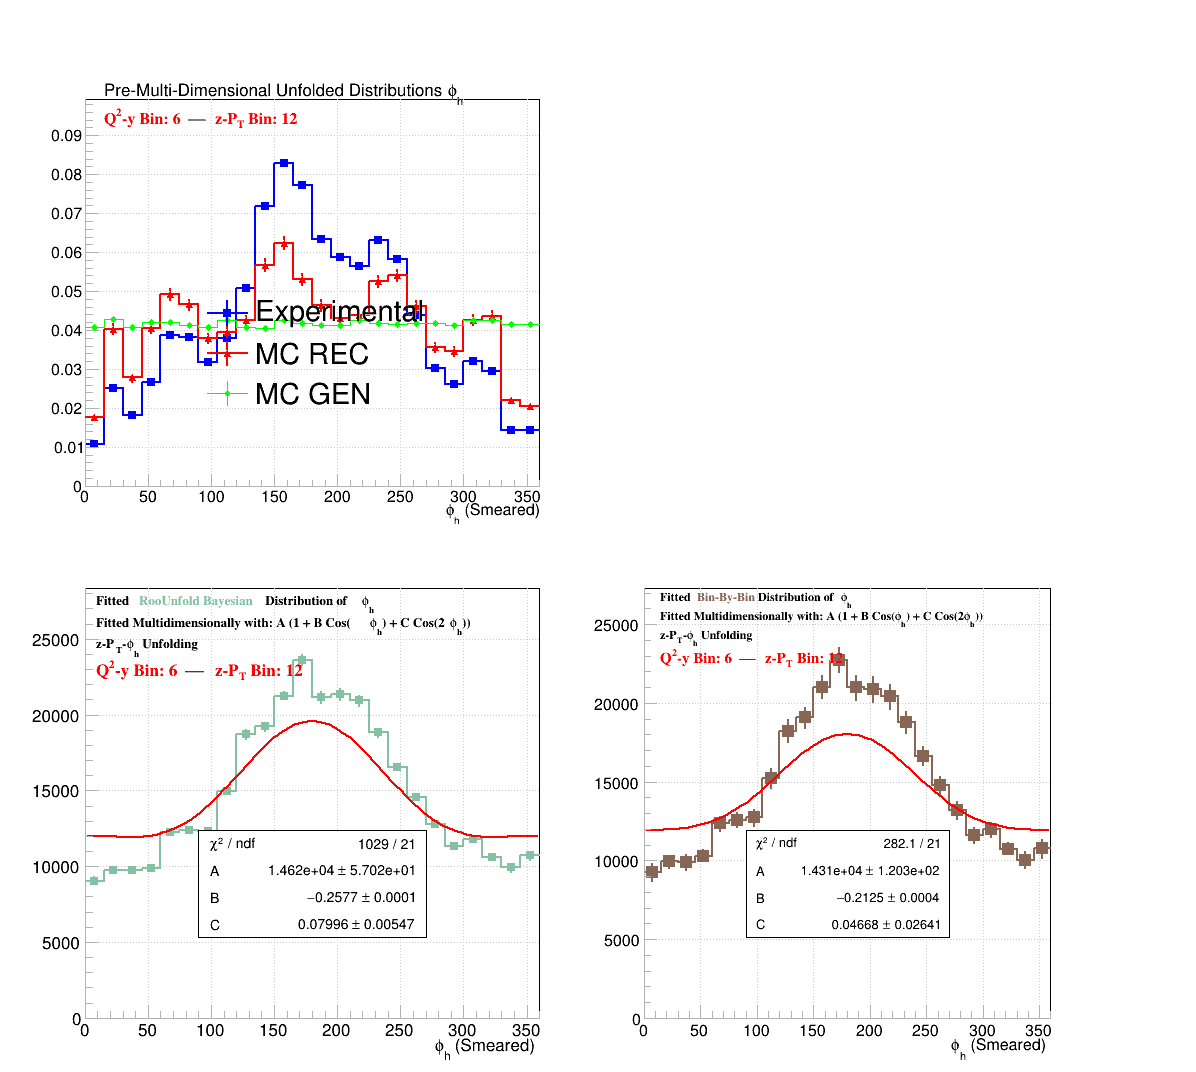 Pre-Multi-Dimensional Unfolded Distributions ϕh
Q2-y Bin: 6 — z-PT Bin: 12
0.09
0.08
0.07
0.06
0.05
0.04
0.03
0.02
0.01
0
Experimental
MC REC
MC GEN
0 50 100 150 200 250 300 350
ϕh (Smeared)
Fitted RooUnfold Bayesian Distribution of ϕh
Fitted Multidimensionally with: A (1 + B Cos( ϕh) + C Cos(2 ϕh))
z-PT-ϕh Unfolding
Q2-y Bin: 6 — z-PT Bin: 12
25000
20000
15000
10000
5000
0
χ² / ndf 1029 / 21
A 1.462e+04 ± 5.702e+01
B −0.2577 ± 0.0001
C 0.07996 ± 0.00547
0 50 100 150 200 250 300 350
ϕh (Smeared)
Fitted Bin-By-Bin Distribution of ϕh
Fitted Multidimensionally with: A (1 + B Cos(ϕh) + C Cos(2ϕh))
z-PT-ϕh Unfolding
Q2-y Bin: 6 — z-PT Bin: 12
25000
20000
15000
10000
5000
0
χ² / ndf 282.1 / 21
A 1.431e+04 ± 1.203e+02
B −0.2125 ± 0.0004
C 0.04668 ± 0.02641
0 50 100 150 200 250 300 350
ϕh (Smeared)